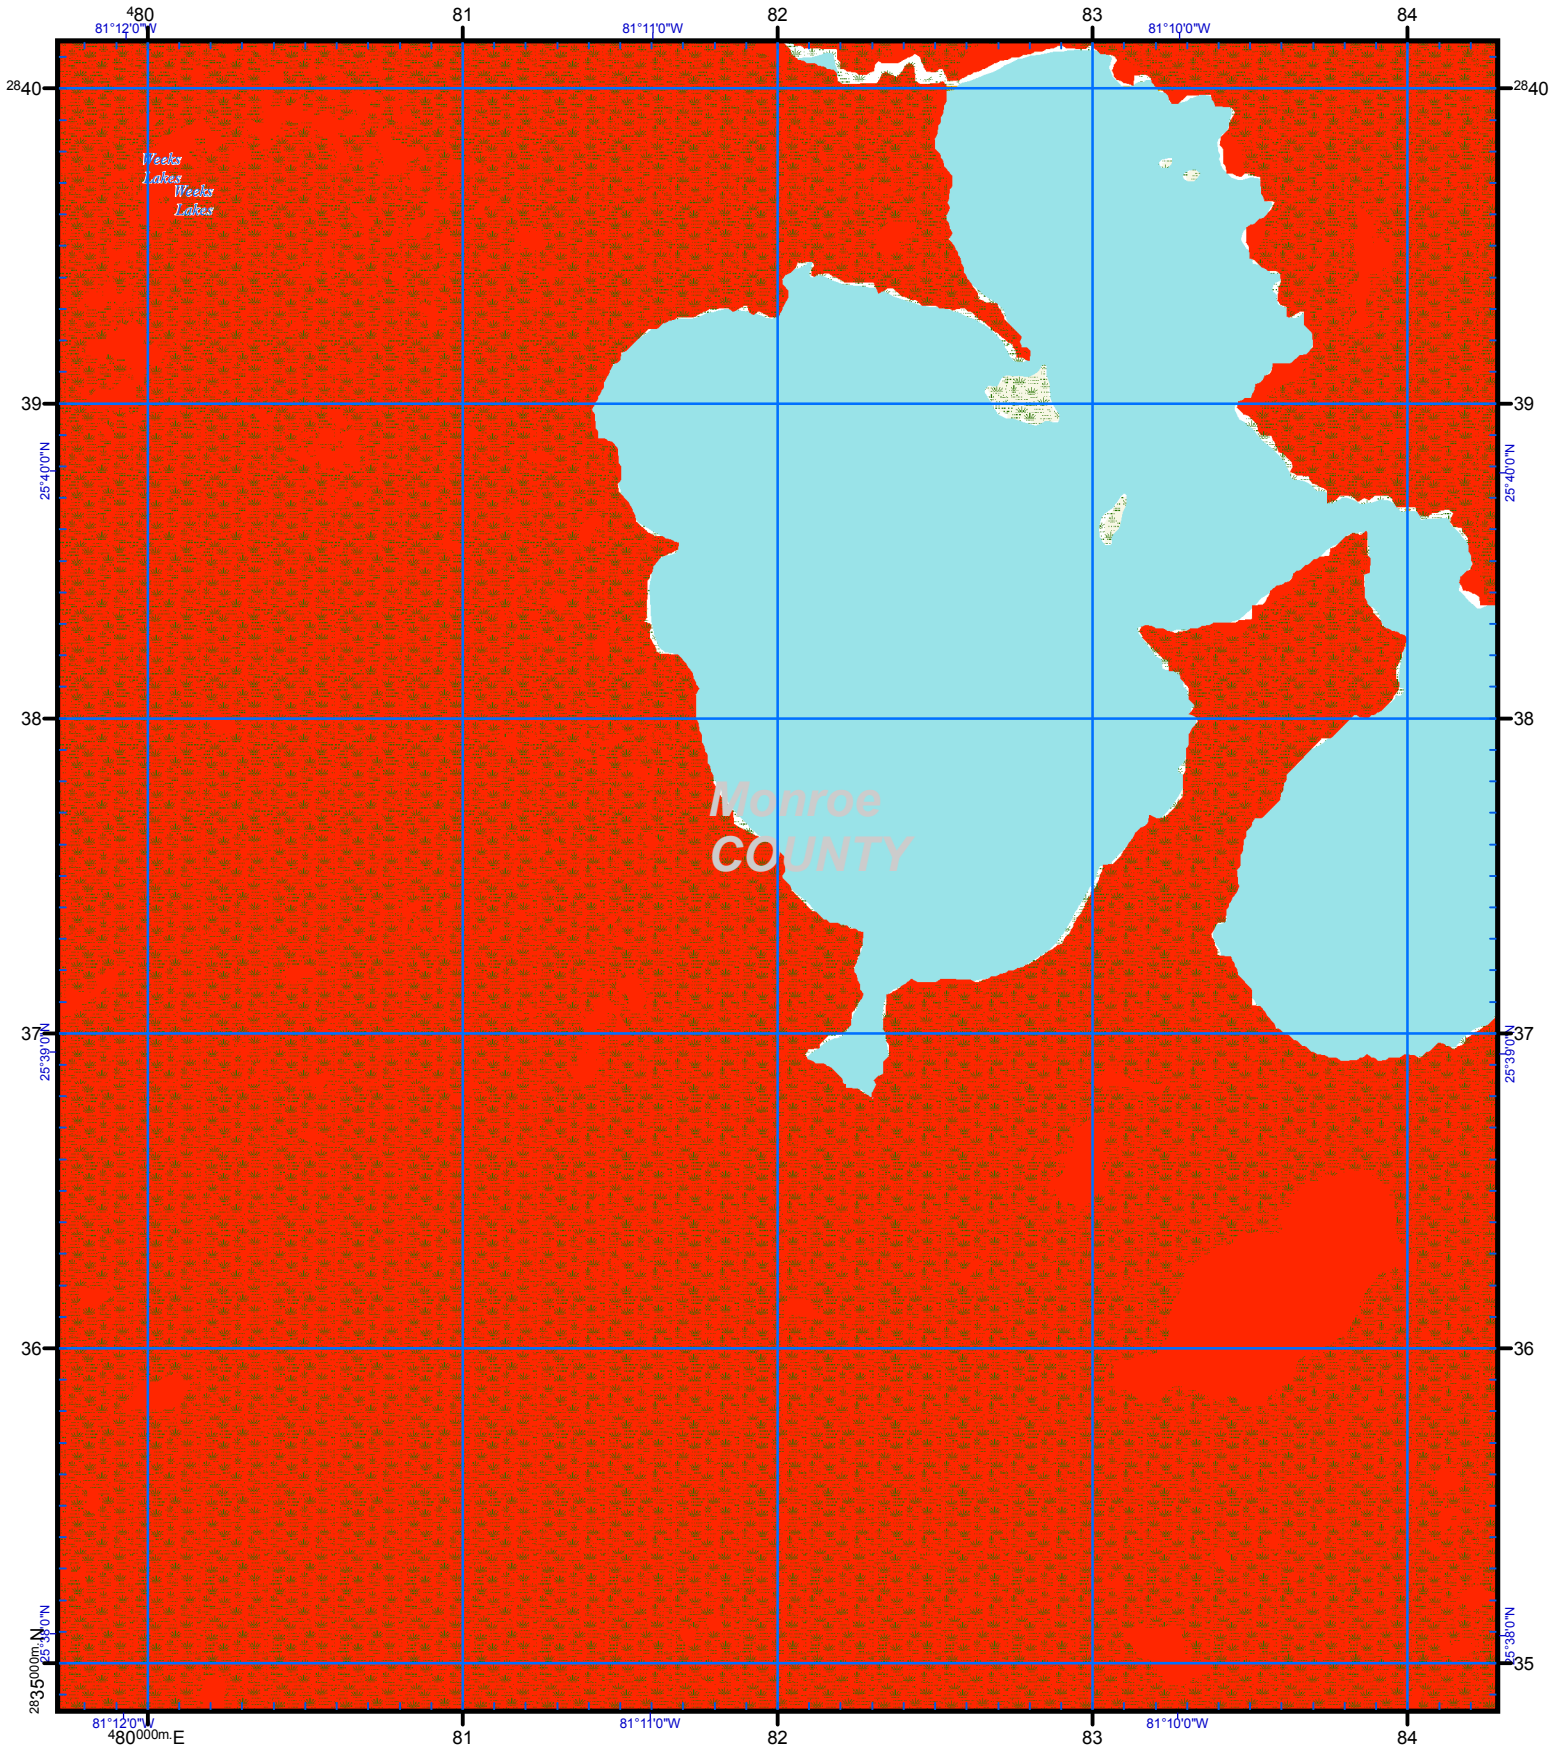 ⁴80 81 82 83 84
81°12'0"W 81°11'0"W 81°10'0"W
²⁸40 ²⁸40
Weeks
Lakes
Weeks
Lakes
39 39
25°40'0"N 25°40'0"N
38 38
Monroe
COUNTY
37 37
25°39'0"N 25°39'0"N
36 36
25°38'0"N 25°38'0"N
²⁸35⁰⁰⁰ᵐ·N 35
81°12'0"W 81°11'0"W 81°10'0"W
⁴80⁰⁰⁰ᵐ·E 81 82 83 84